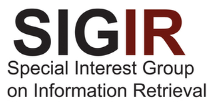 SIGIR
Special Interest Group
on Information Retrieval